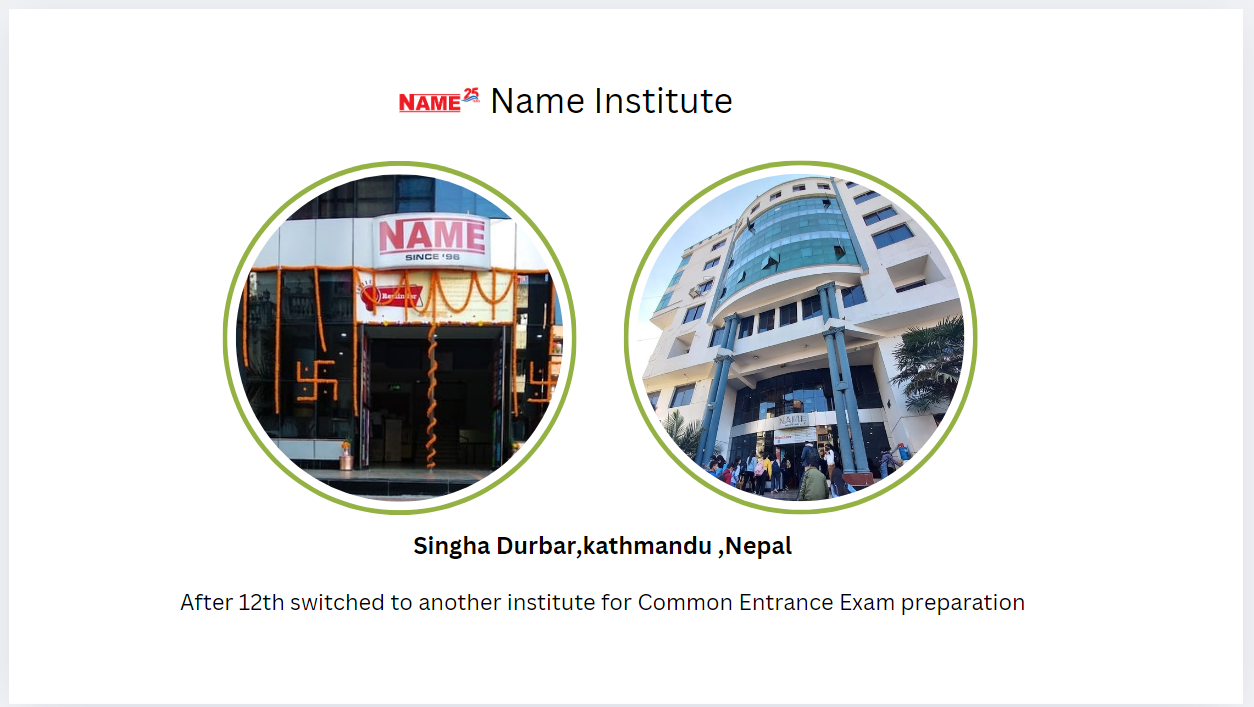 NAME 25 Name Institute
NAME
SINCE '96
Reminder
NAME
Singha Durbar,kathmandu ,Nepal
After 12th switched to another institute for Common Entrance Exam preparation